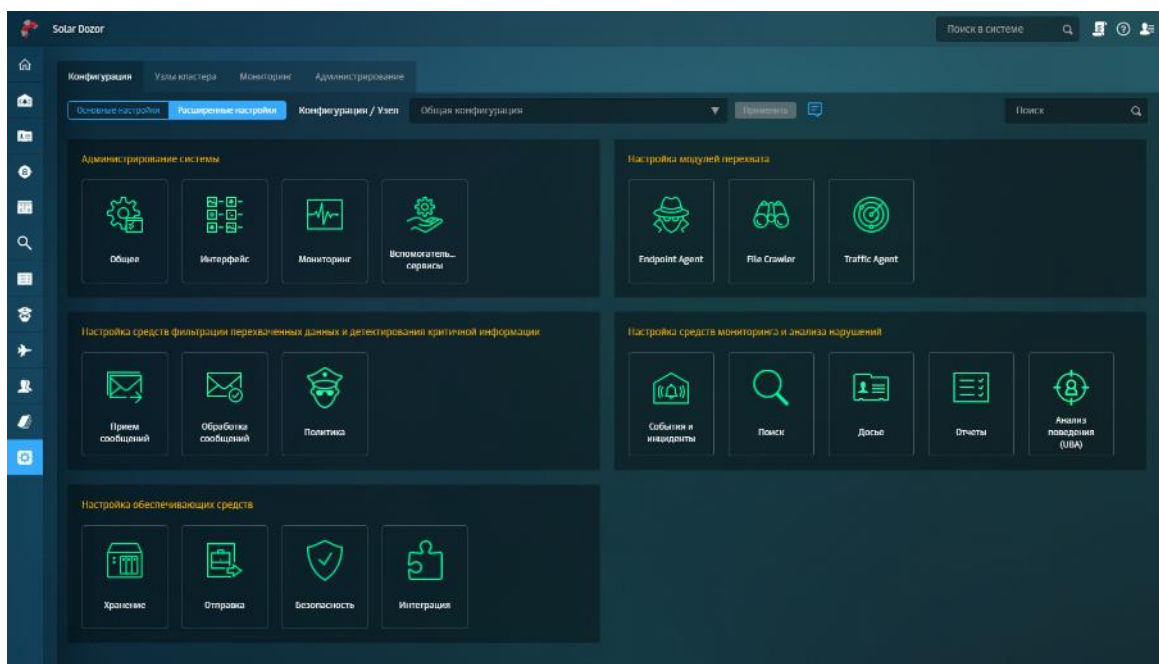 Solar Dozor
Поиск в системе
Конфигурация Узлы кластера Мониторинг Администрирование
Основные настройки Расширенные настройки Конфигурация / Узел Общая конфигурация Применить Поиск
Администрирование системы
Общее
Интерфейс
Мониторинг
Вспомогатель...
сервисы
Настройка модулей перехвата
Endpoint Agent
File Crawler
Traffic Agent
Настройка средств фильтрации перехваченных данных и детектирования критичной информации
Прием
сообщений
Обработка
сообщений
Политика
Настройка средств мониторинга и анализа нарушений
События и
инциденты
Поиск
Досье
Отчеты
Анализ
поведения
(UBA)
Настройка обеспечивающих средств
Хранение
Отправка
Безопасность
Интеграция